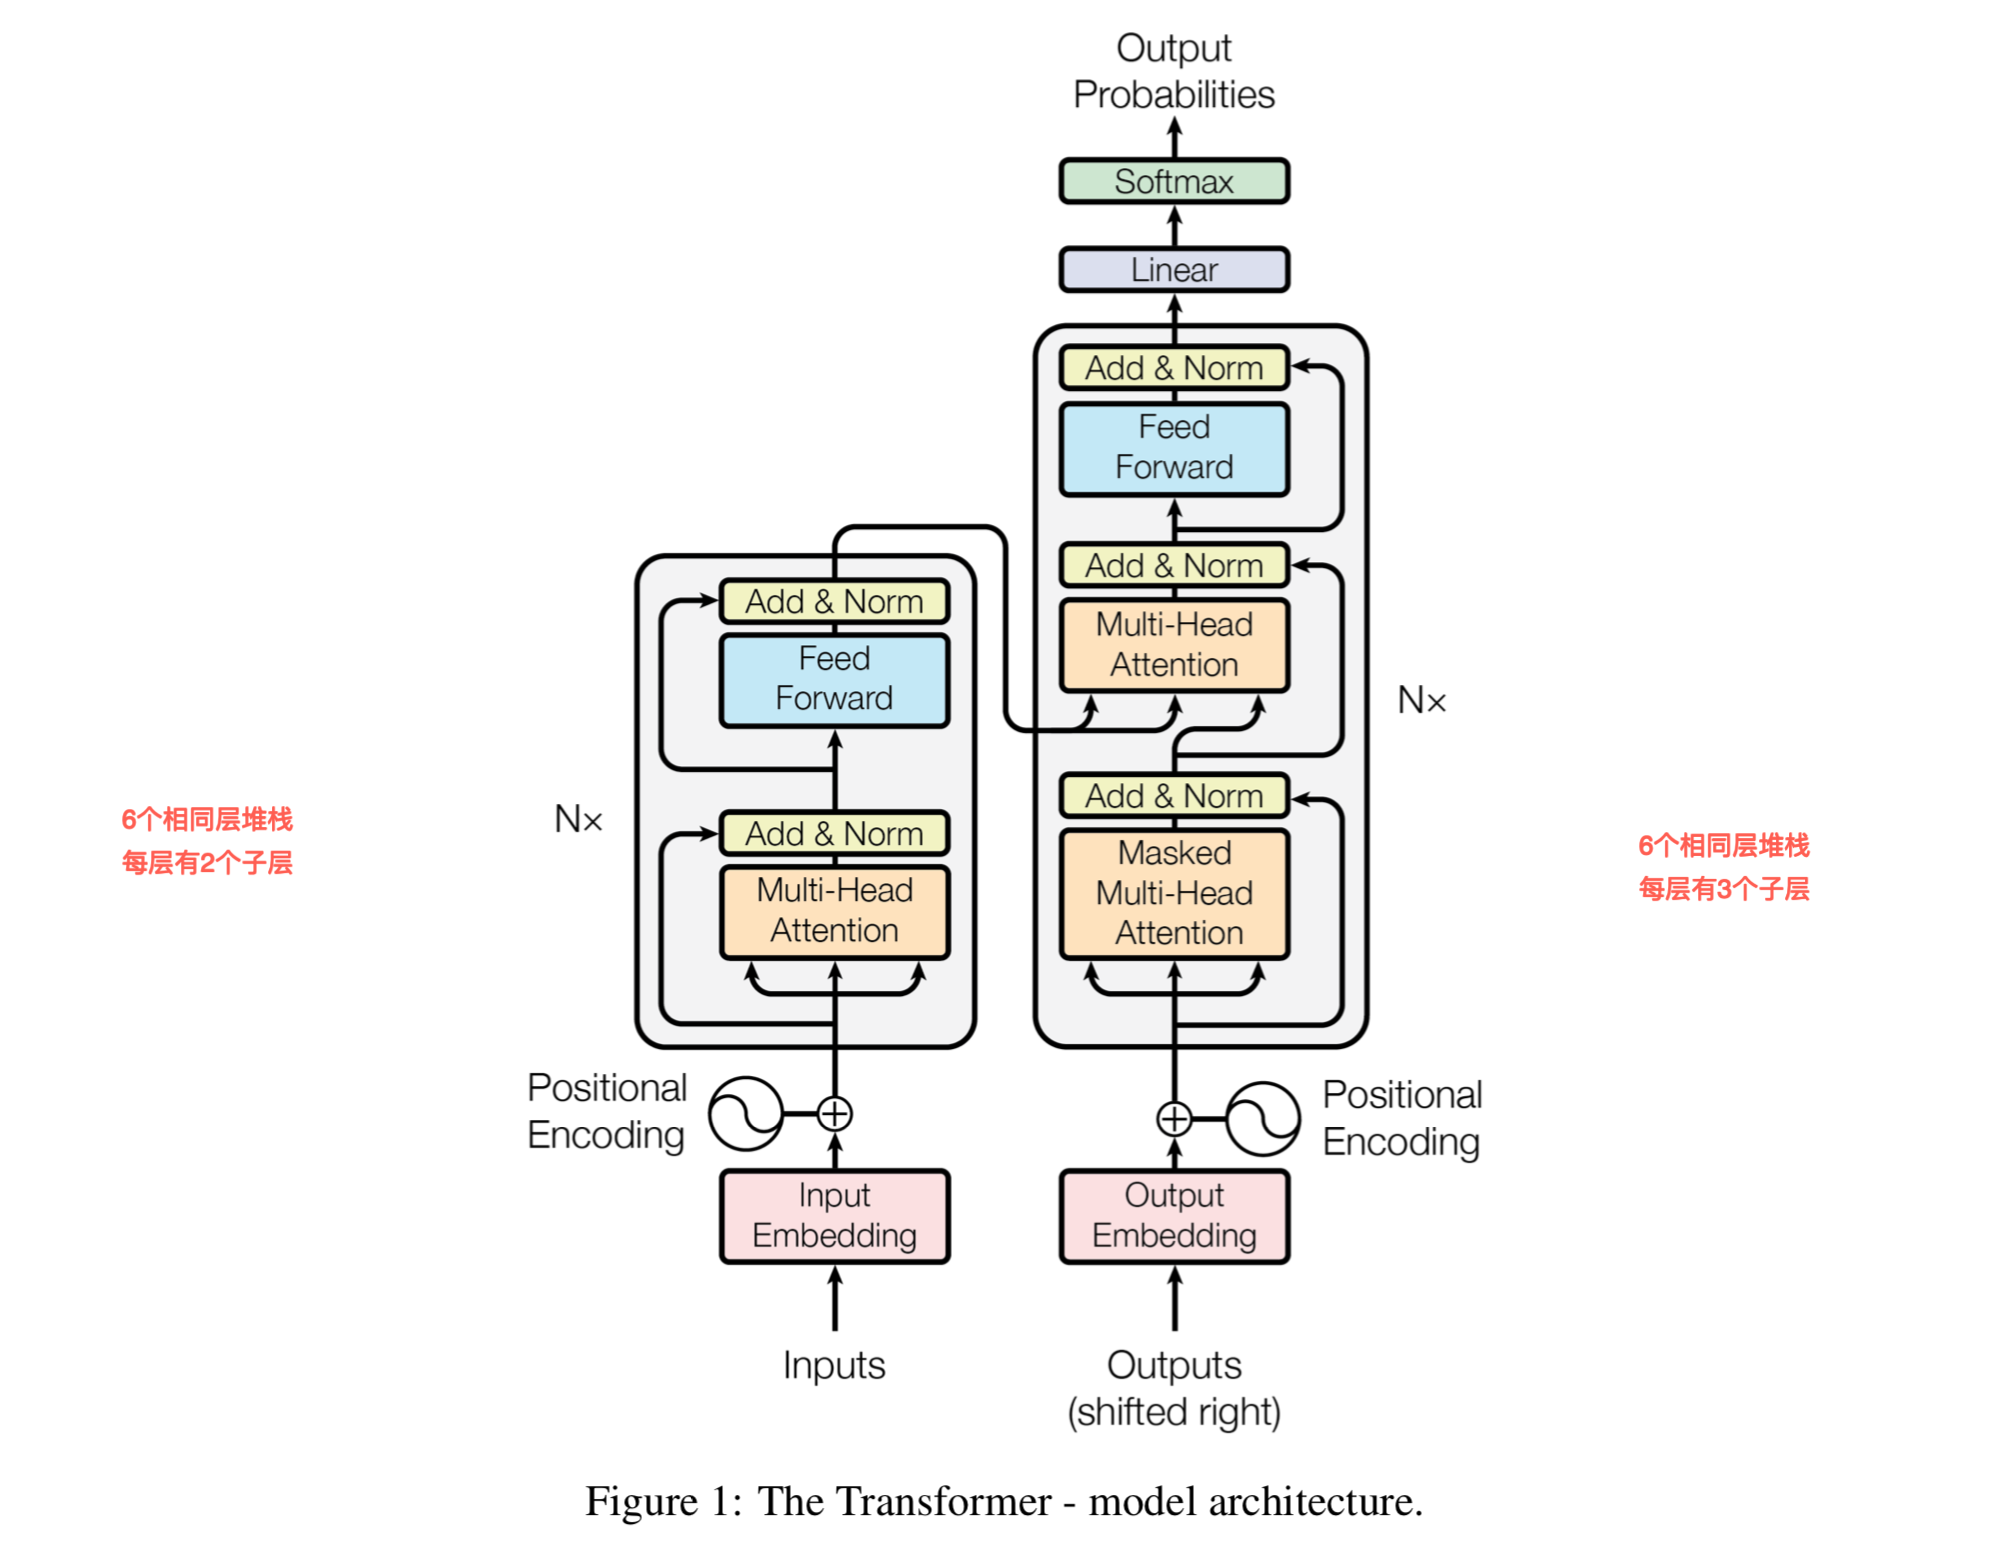 Output
Probabilities
Softmax
Linear
Add & Norm
Feed
Forward
Add & Norm
Multi-Head
Attention
N×
Add & Norm
Masked
Multi-Head
Attention
6个相同层堆栈
每层有3个子层
Add & Norm
Feed
Forward
N×
Add & Norm
Multi-Head
Attention
6个相同层堆栈
每层有2个子层
Positional
Encoding
Positional
Encoding
Input
Embedding
Output
Embedding
Inputs
Outputs
(shifted right)
Figure 1: The Transformer - model architecture.